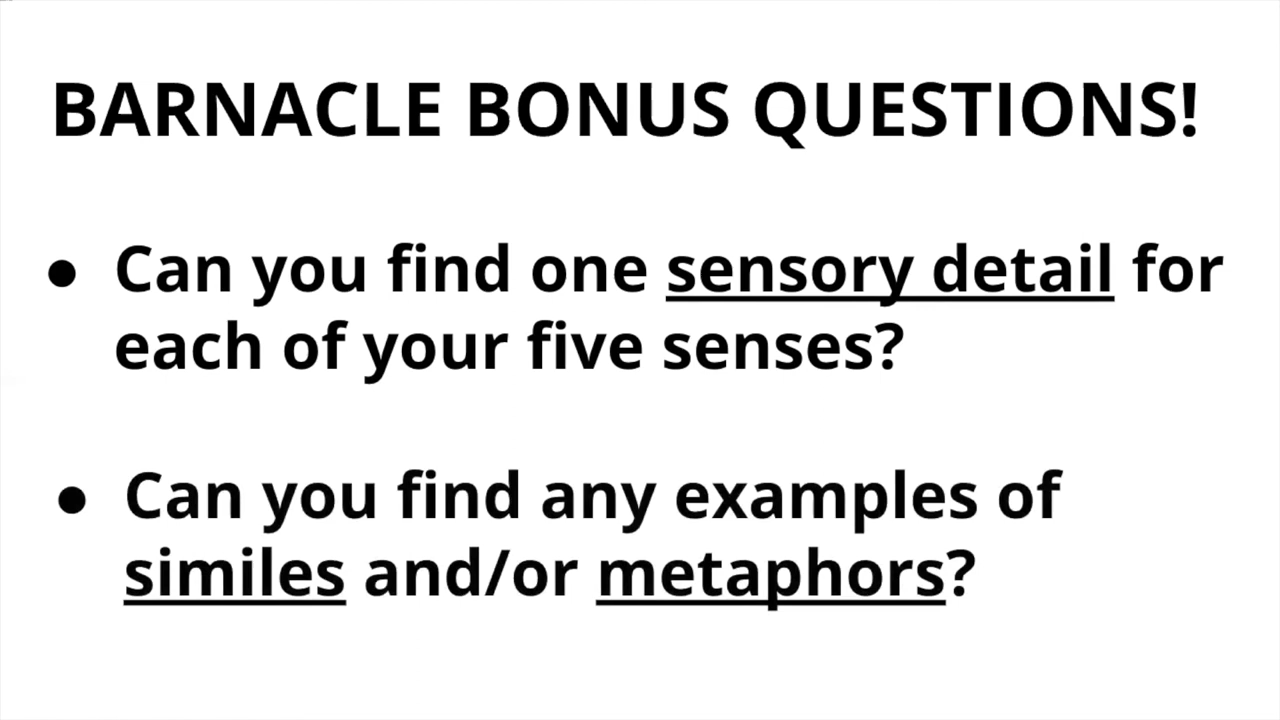 BARNACLE BONUS QUESTIONS!
● Can you find one sensory detail for
each of your five senses?
● Can you find any examples of
similes and/or metaphors?